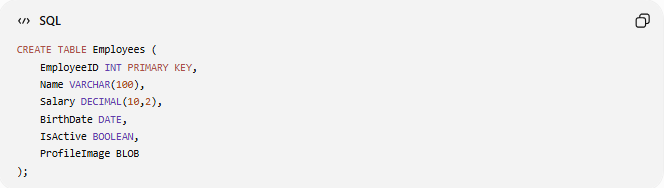 </> SQL
CREATE TABLE Employees (
    EmployeeID INT PRIMARY KEY,
    Name VARCHAR(100),
    Salary DECIMAL(10,2),
    BirthDate DATE,
    IsActive BOOLEAN,
    ProfileImage BLOB
);